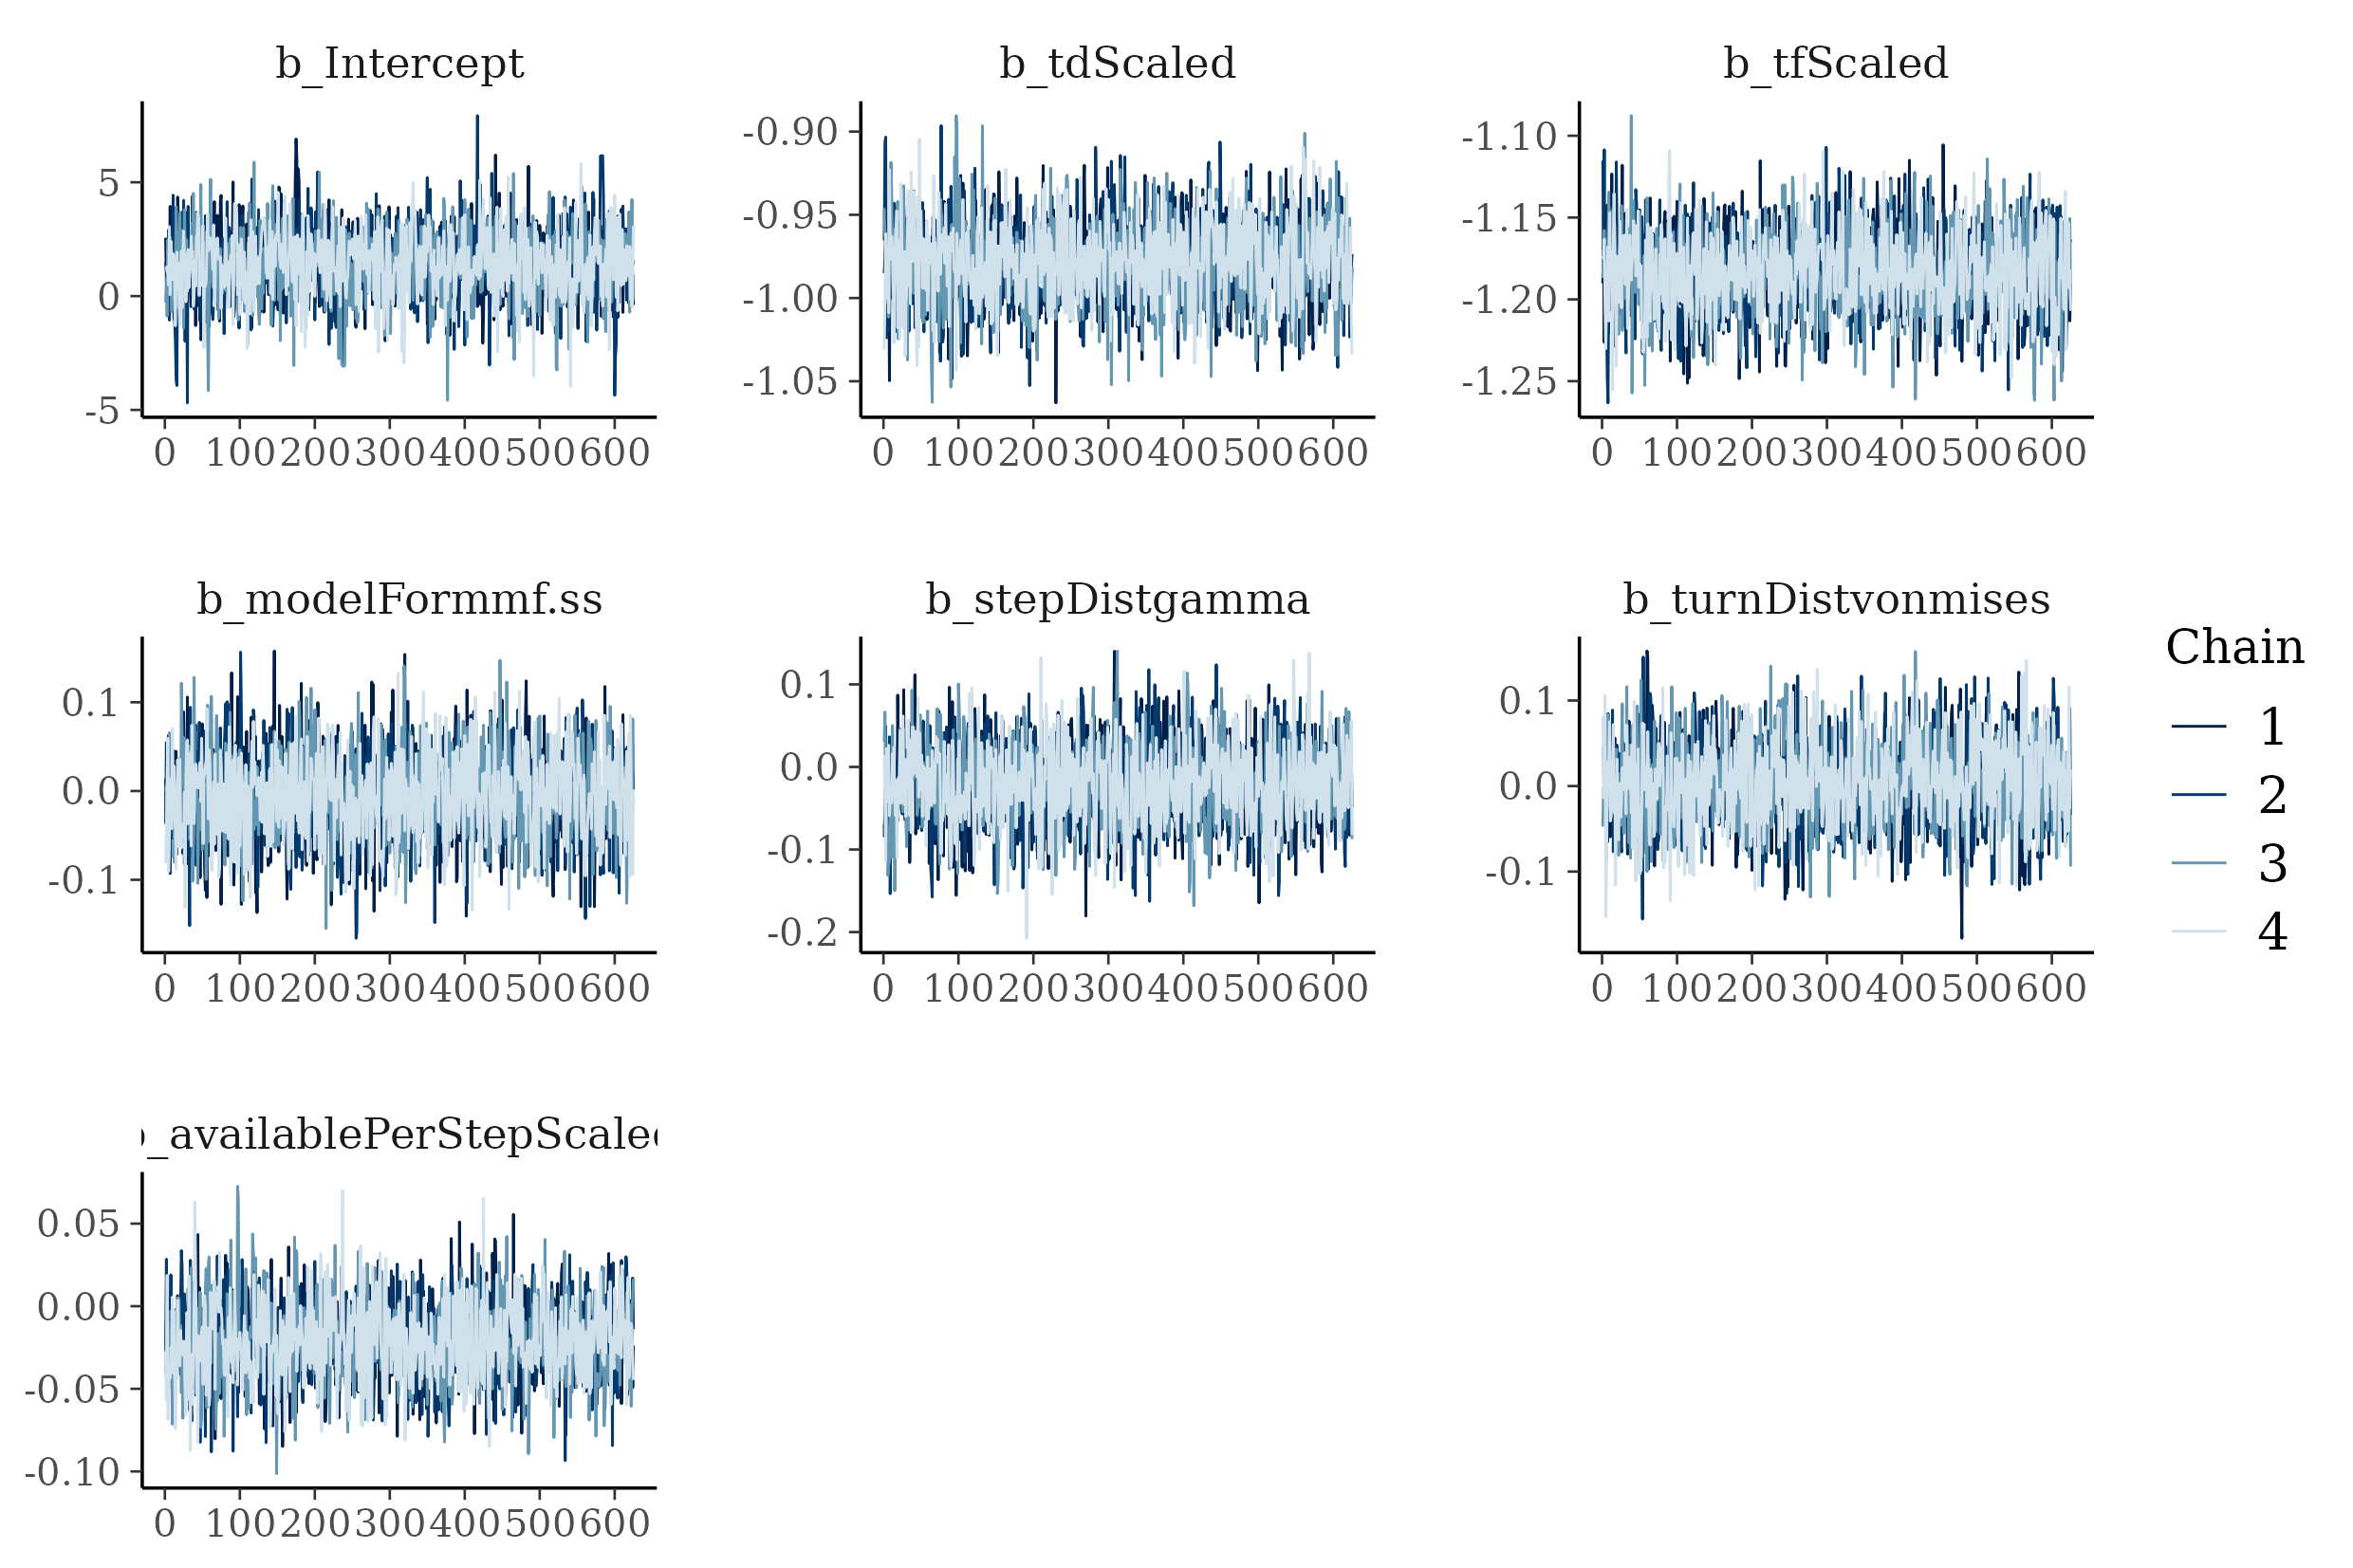 b_Intercept
5
0
-5
0 100 200 300 400 500 600
b_tdScaled
-0.90
-0.95
-1.00
-1.05
0 100 200 300 400 500 600
b_tfScaled
-1.10
-1.15
-1.20
-1.25
0 100 200 300 400 500 600
b_modelFormmf.ss
0.1
0.0
-0.1
0 100 200 300 400 500 600
b_stepDistgamma
0.1
0.0
-0.1
-0.2
0 100 200 300 400 500 600
b_turnDistvonmises
0.1
0.0
-0.1
0 100 200 300 400 500 600
Chain
1
2
3
4
b_availablePerStepScaled
0.05
0.00
-0.05
-0.10
0 100 200 300 400 500 600